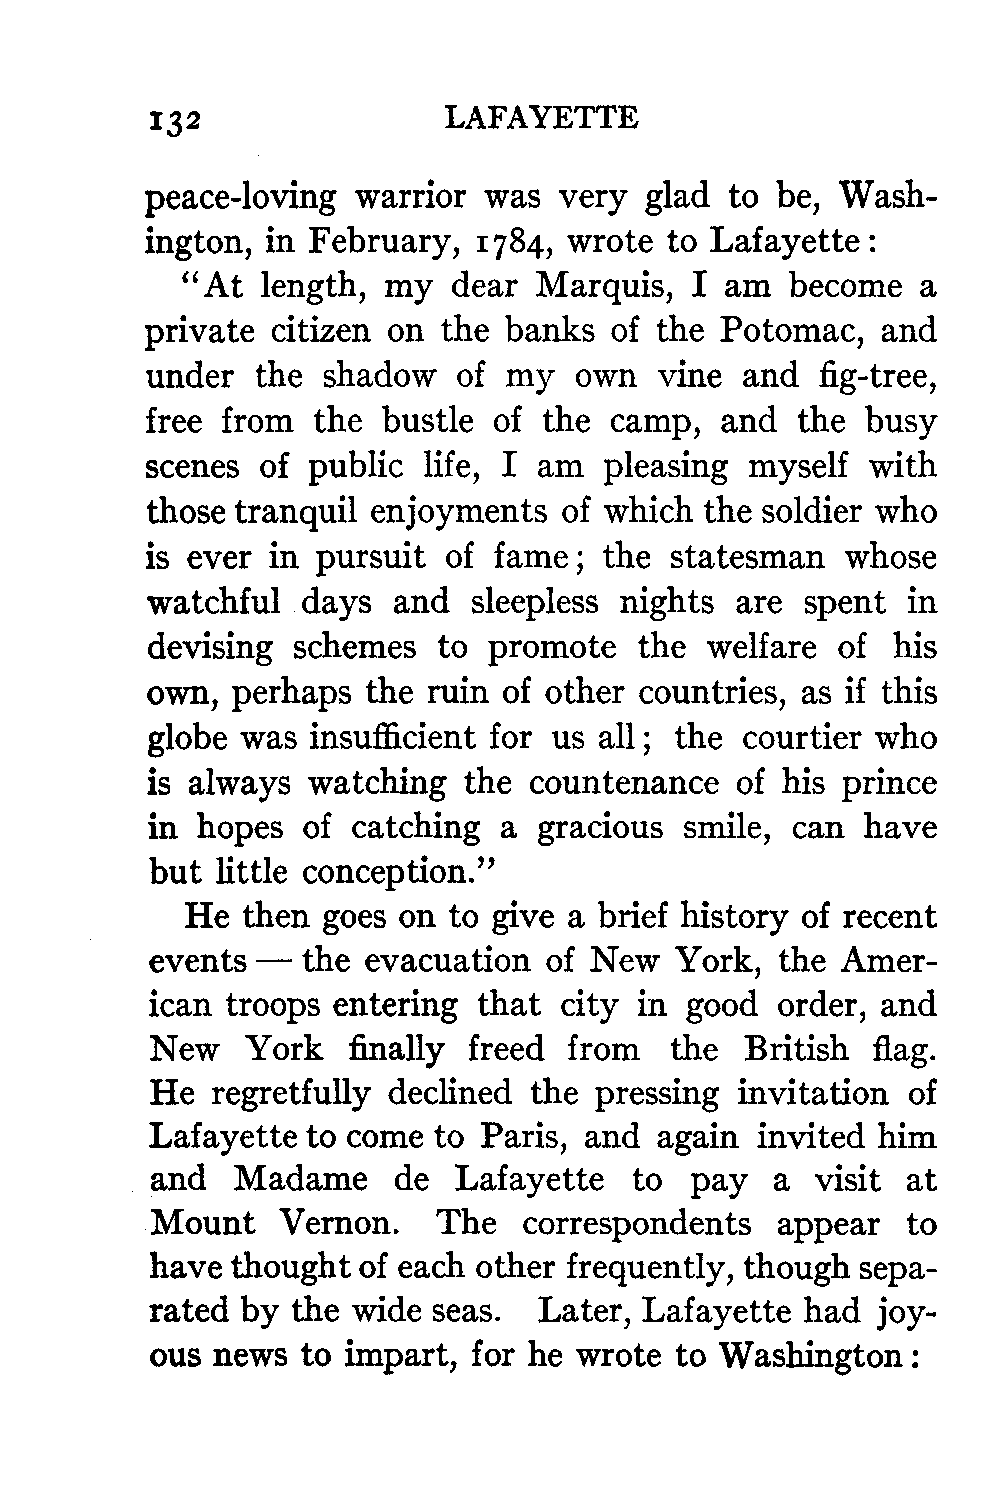 132 LAFAYETTE
peace-loving warrior was very glad to be, Wash-
ington, in February, 1784, wrote to Lafayette:
"At length, my dear Marquis, I am become a
private citizen on the banks of the Potomac, and
under the shadow of my own vine and fig-tree,
free from the bustle of the camp, and the busy
scenes of public life, I am pleasing myself with
those tranquil enjoyments of which the soldier who
is ever in pursuit of fame; the statesman whose
watchful days and sleepless nights are spent in
devising schemes to promote the welfare of his
own, perhaps the ruin of other countries, as if this
globe was insufficient for us all; the courtier who
is always watching the countenance of his prince
in hopes of catching a gracious smile, can have
but little conception."
He then goes on to give a brief history of recent
events — the evacuation of New York, the Amer-
ican troops entering that city in good order, and
New York finally freed from the British flag.
He regretfully declined the pressing invitation of
Lafayette to come to Paris, and again invited him
and Madame de Lafayette to pay a visit at
Mount Vernon. The correspondents appear to
have thought of each other frequently, though sepa-
rated by the wide seas. Later, Lafayette had joy-
ous news to impart, for he wrote to Washington: